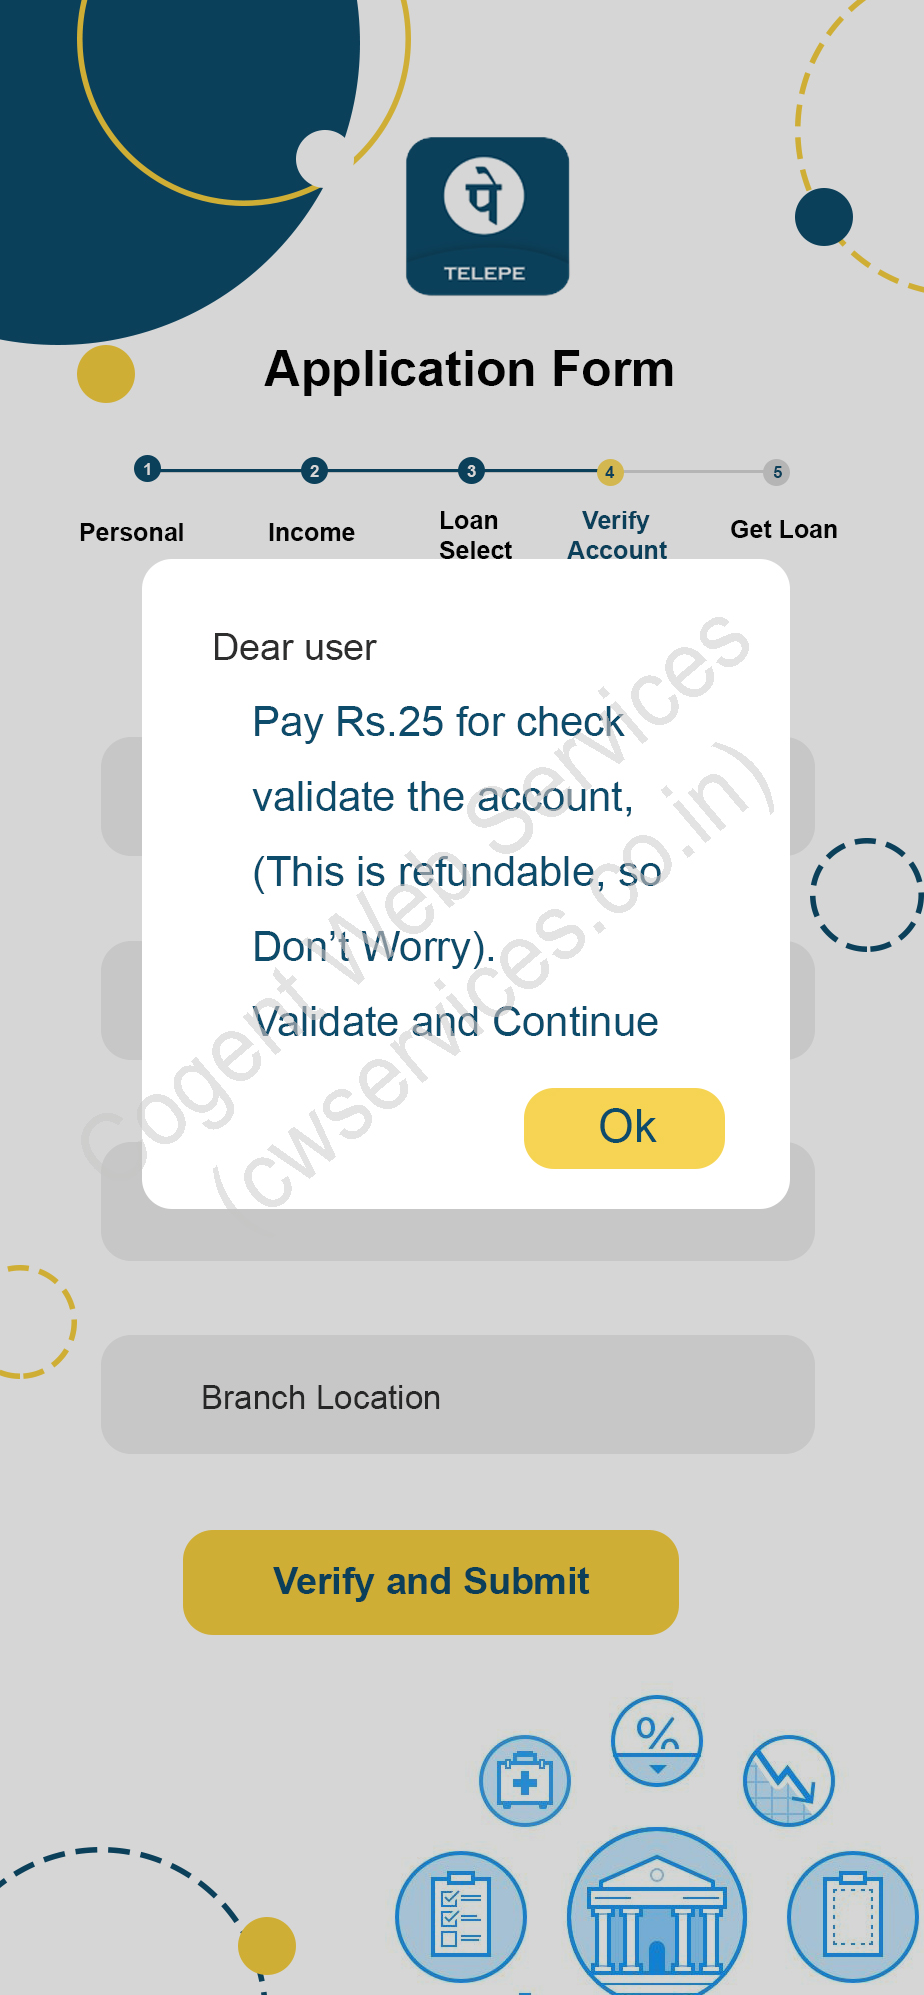 पे
TELEPE
Application Form
1 2 3 4 5
Personal Income Loan Select Verify Account Get Loan
Dear user
Pay Rs.25 for check
validate the account,
(This is refundable, so
Don't Worry).
Validate and Continue
Ok
Cogent Web Services
(cwservices.co.in)
Branch Location
Verify and Submit
%